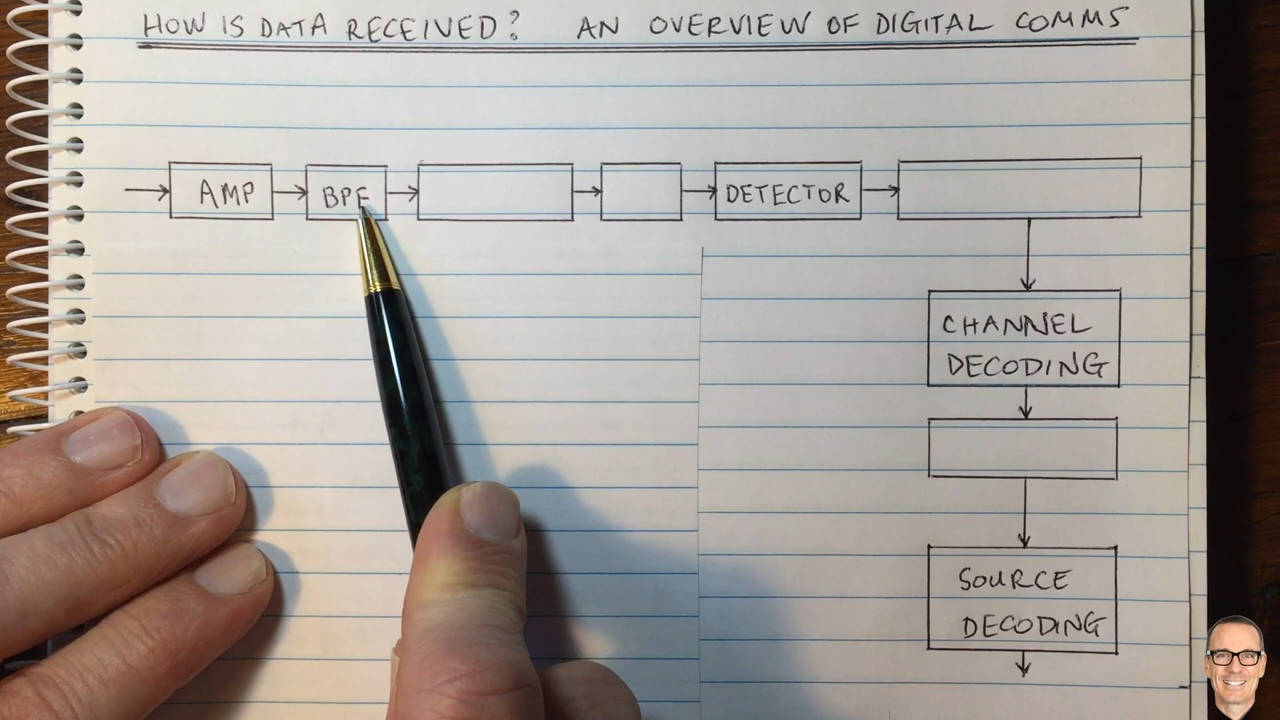 HOW IS DATA RECEIVED? AN OVERVIEW OF DIGITAL COMMS
AMP
BPF
DETECTOR
CHANNEL
DECODING
SOURCE
DECODING